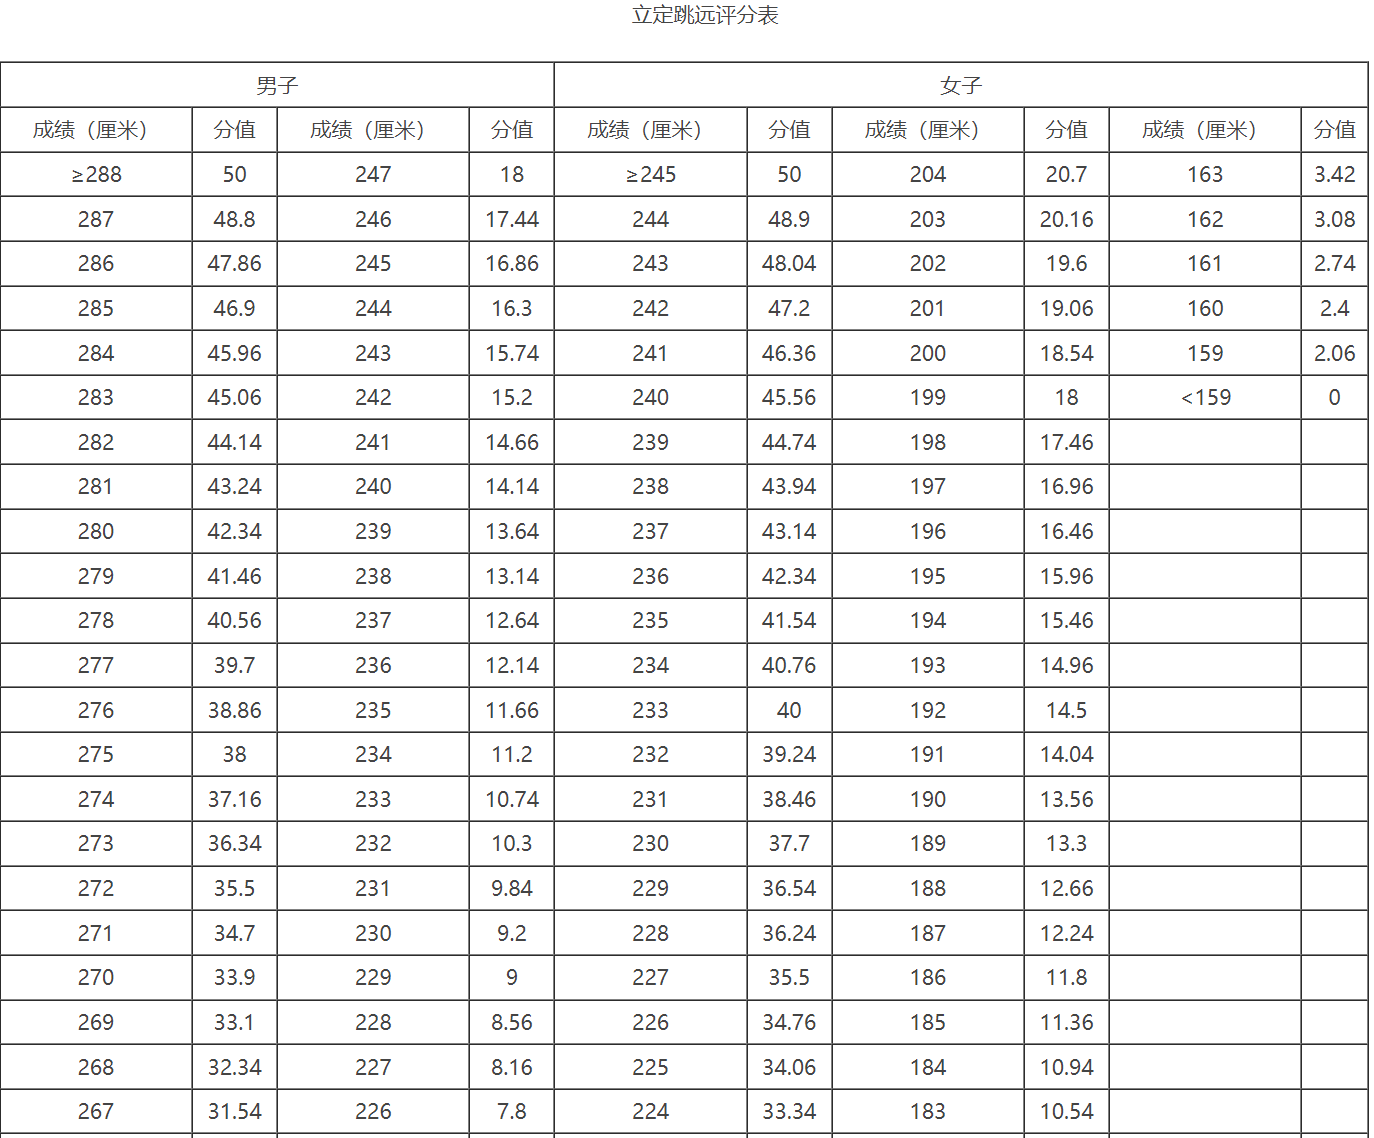 立定跳远评分表
男子 女子
成绩（厘米） 分值 成绩（厘米） 分值 成绩（厘米） 分值 成绩（厘米） 分值 成绩（厘米） 分值
≥288 50 247 18 ≥245 50 204 20.7 163 3.42
287 48.8 246 17.44 244 48.9 203 20.16 162 3.08
286 47.86 245 16.86 243 48.04 202 19.6 161 2.74
285 46.9 244 16.3 242 47.2 201 19.06 160 2.4
284 45.96 243 15.74 241 46.36 200 18.54 159 2.06
283 45.06 242 15.2 240 45.56 199 18 <159 0
282 44.14 241 14.66 239 44.74 198 17.46
281 43.24 240 14.14 238 43.94 197 16.96
280 42.34 239 13.64 237 43.14 196 16.46
279 41.46 238 13.14 236 42.34 195 15.96
278 40.56 237 12.64 235 41.54 194 15.46
277 39.7 236 12.14 234 40.76 193 14.96
276 38.86 235 11.66 233 40 192 14.5
275 38 234 11.2 232 39.24 191 14.04
274 37.16 233 10.74 231 38.46 190 13.56
273 36.34 232 10.3 230 37.7 189 13.3
272 35.5 231 9.84 229 36.54 188 12.66
271 34.7 230 9.2 228 36.24 187 12.24
270 33.9 229 9 227 35.5 186 11.8
269 33.1 228 8.56 226 34.76 185 11.36
268 32.34 227 8.16 225 34.06 184 10.94
267 31.54 226 7.8 224 33.34 183 10.54